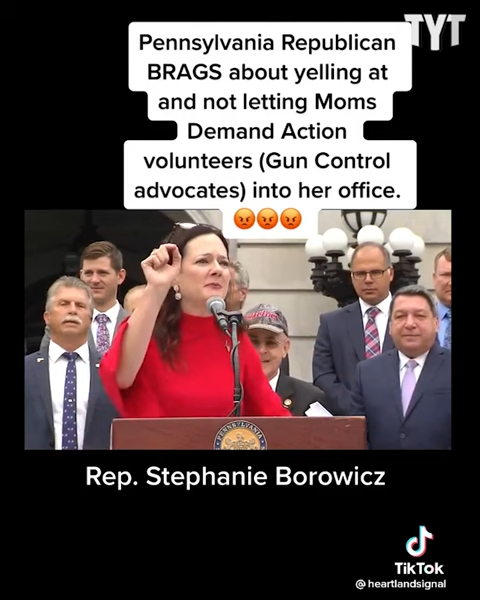 TYT
Pennsylvania Republican
BRAGS about yelling at
and not letting Moms
Demand Action
volunteers (Gun Control
advocates) into her office.
😡😡😡
PENNSYLVANIA
Rep. Stephanie Borowicz
TikTok
@heartlandsignal